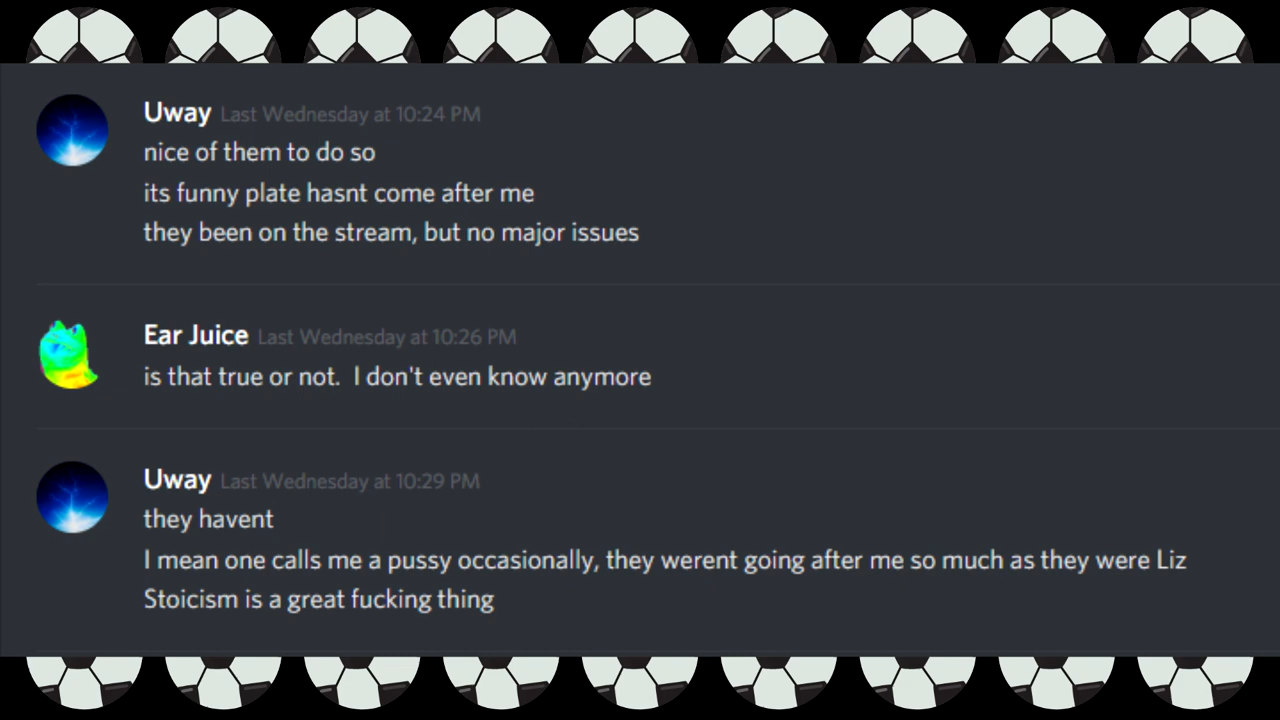 Uway Last Wednesday at 10:24 PM
nice of them to do so
its funny plate hasnt come after me
they been on the stream, but no major issues
Ear Juice Last Wednesday at 10:26 PM
is that true or not.  I don't even know anymore
Uway Last Wednesday at 10:29 PM
they havent
I mean one calls me a pussy occasionally, they werent going after me so much as they were Liz
Stoicism is a great fucking thing